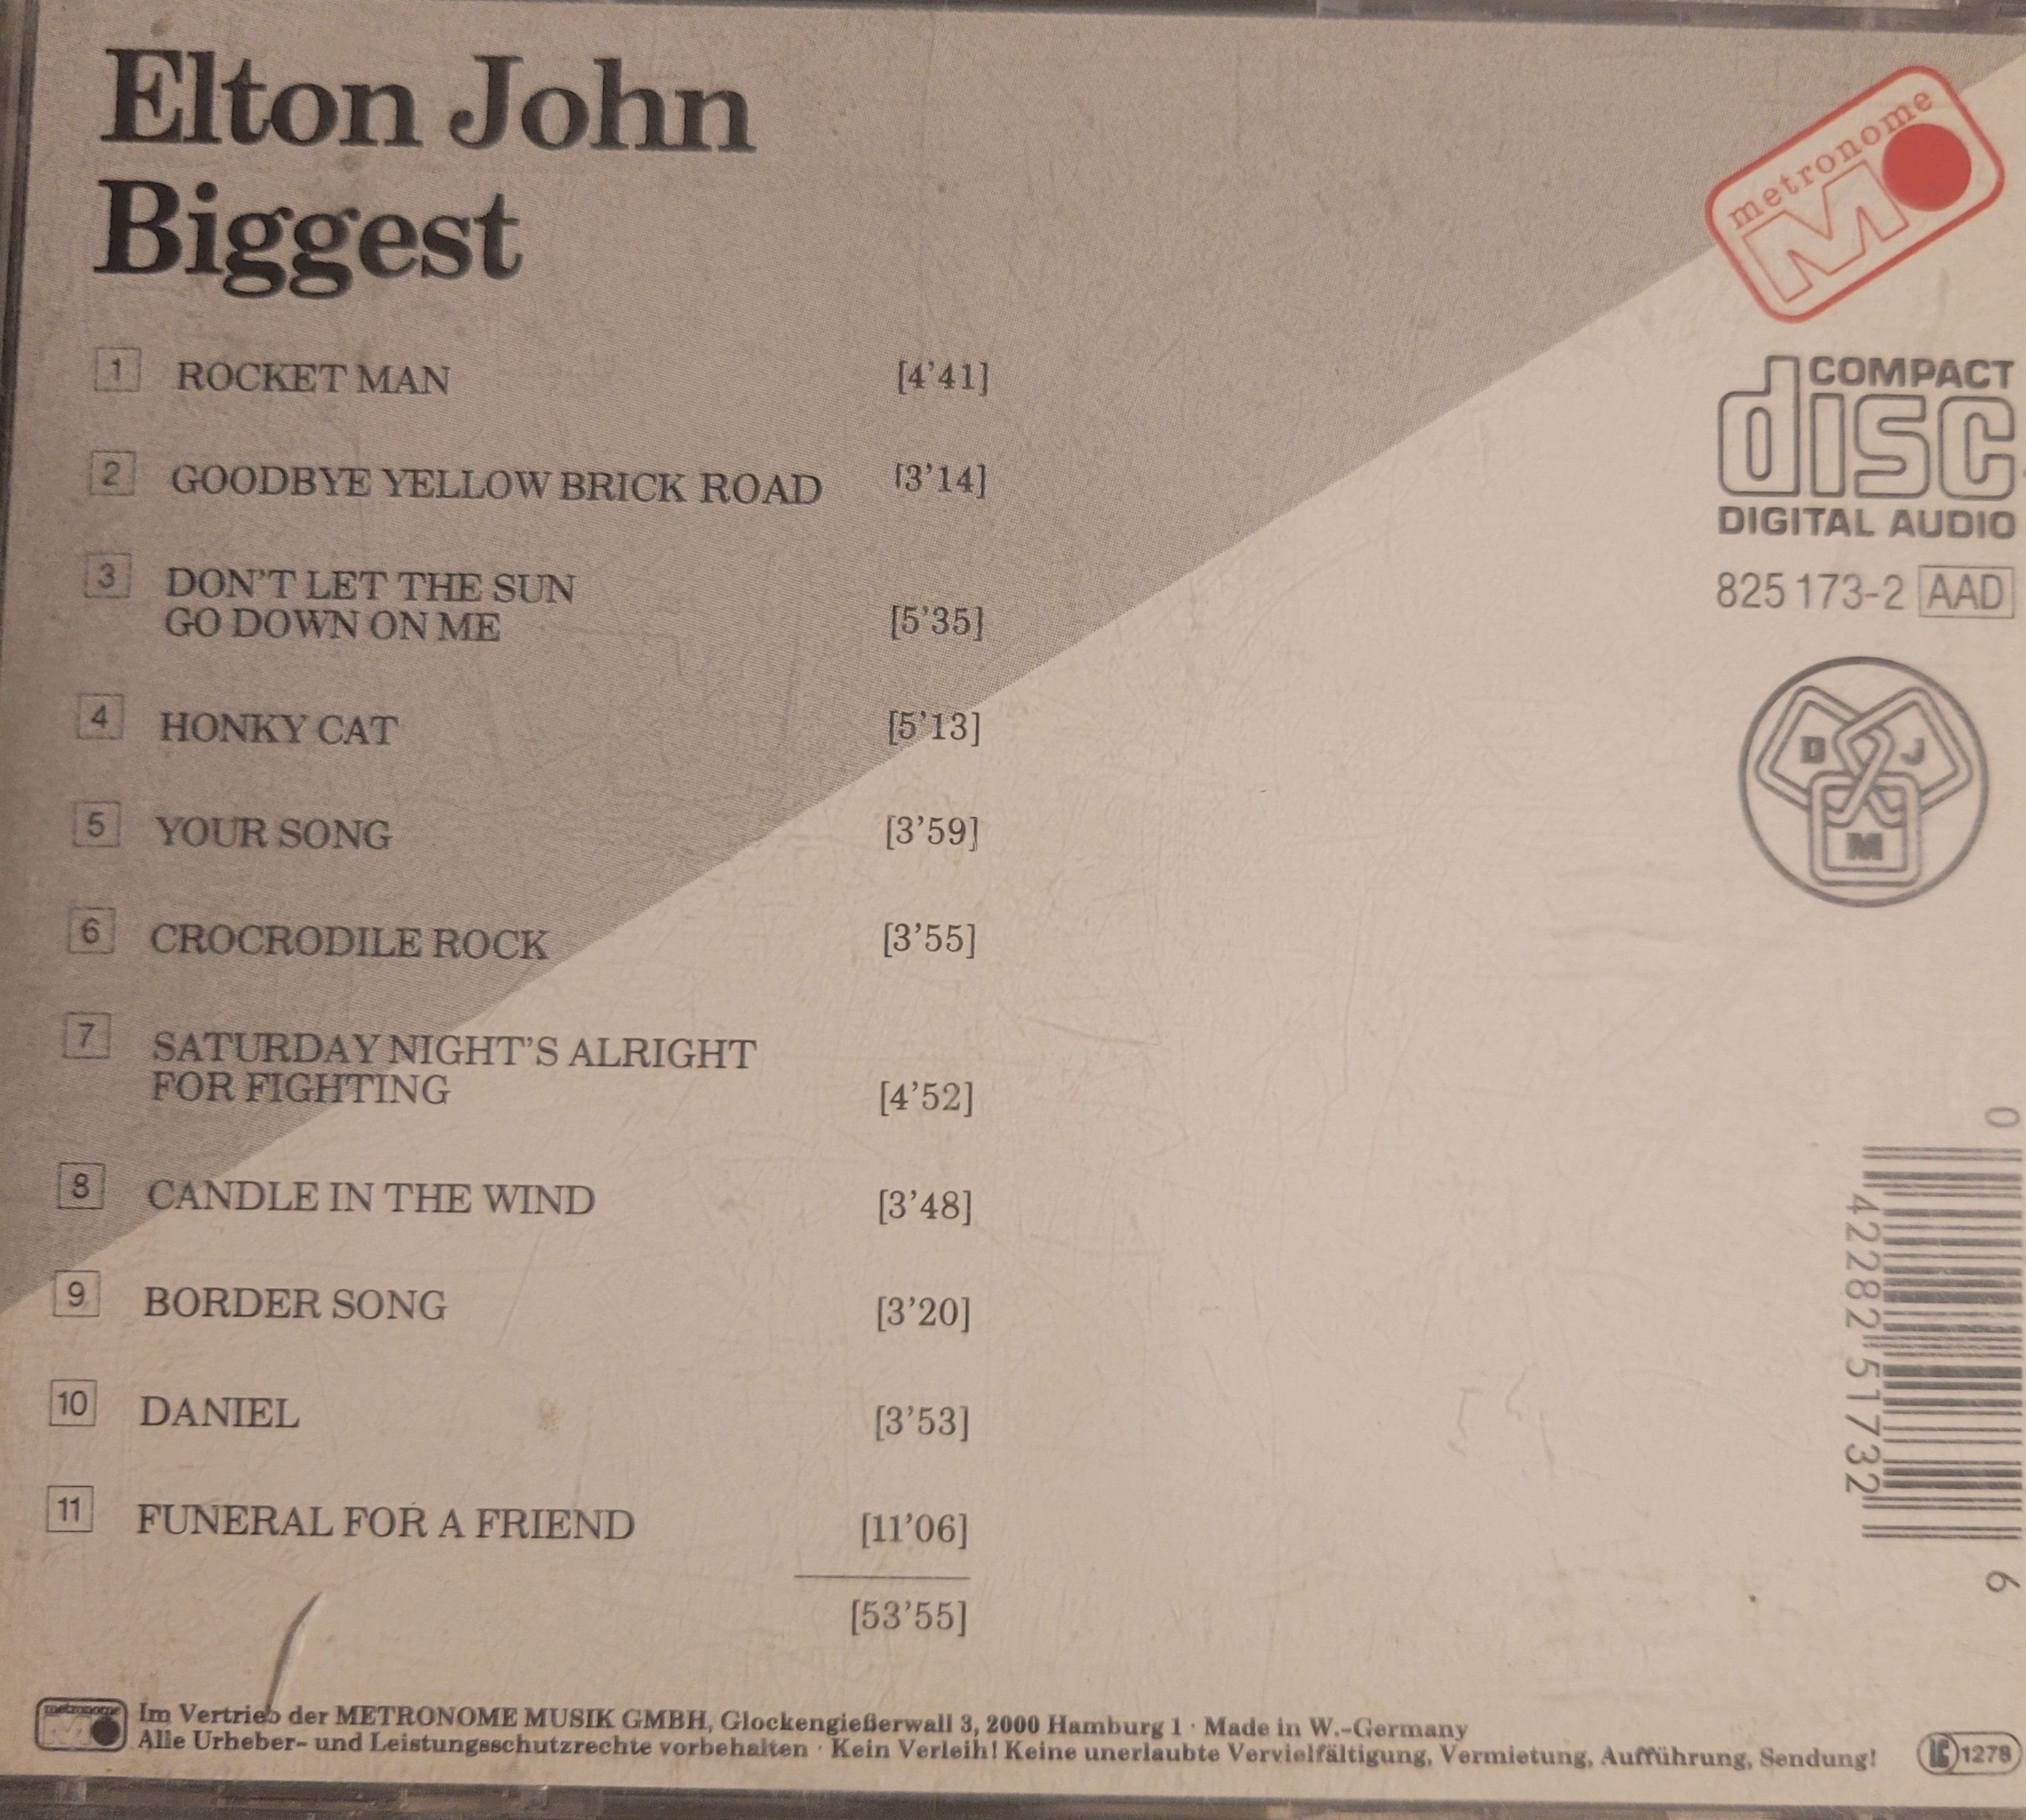 Elton John
Biggest
1 ROCKET MAN [4’41]
2 GOODBYE YELLOW BRICK ROAD [3’14]
3 DON’T LET THE SUN
GO DOWN ON ME [5’35]
4 HONKY CAT [5’13]
5 YOUR SONG [3’59]
6 CROCRODILE ROCK [3’55]
7 SATURDAY NIGHT’S ALRIGHT
FOR FIGHTING [4’52]
8 CANDLE IN THE WIND [3’48]
9 BORDER SONG [3’20]
10 DANIEL [3’53]
11 FUNERAL FOR A FRIEND [11’06]
[53’55]
metronome
M
COMPACT
disc
DIGITAL AUDIO
825 173-2 AAD
D J
M
0 42282 51732 6
metronome
M
Im Vertrieb der METRONOME MUSIK GMBH, Glockengießerwall 3, 2000 Hamburg 1 · Made in W.-Germany
Alle Urheber- und Leistungsschutzrechte vorbehalten · Kein Verleih! Keine unerlaubte Vervielfältigung, Vermietung, Aufführung, Sendung!
LC 1278